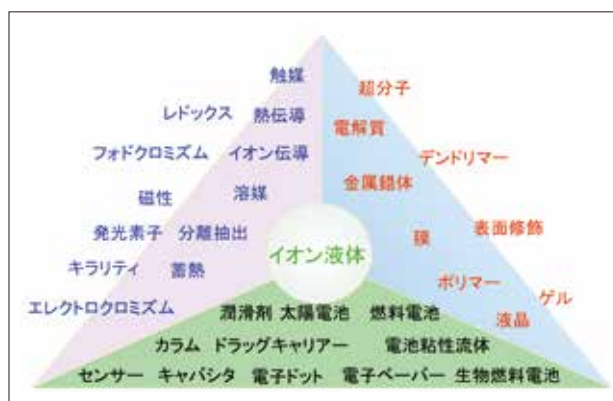 触媒
レドックス 熱伝導
フォドクロミズム イオン伝導
磁性 溶媒
発光素子 分離抽出
キラリティ 蓄熱
エレクトロクロミズム
超分子
電解質
デンドリマー
金属錯体
膜 表面修飾
ポリマー ゲル
液晶
イオン液体
潤滑剤 太陽電池 燃料電池
カラム ドラッグキャリアー 電池粘性流体
センサー キャパシタ 電子ドット 電子ペーパー 生物燃料電池